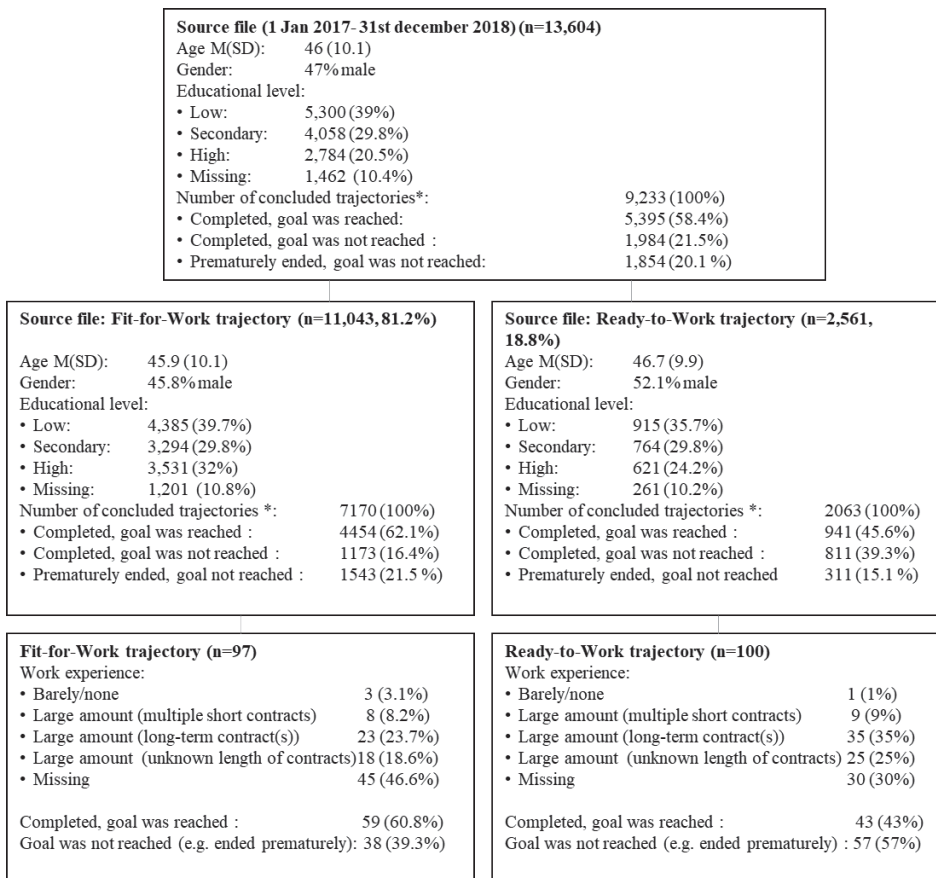 Source file (1 Jan 2017- 31st december 2018) (n=13,604)
Age M(SD): 46 (10.1)
Gender: 47% male
Educational level:
• Low: 5,300 (39%)
• Secondary: 4,058 (29.8%)
• High: 2,784 (20.5%)
• Missing: 1,462 (10.4%)
Number of concluded trajectories*: 9,233 (100%)
• Completed, goal was reached: 5,395 (58.4%)
• Completed, goal was not reached : 1,984 (21.5%)
• Prematurely ended, goal was not reached: 1,854 (20.1 %)
Source file: Fit-for-Work trajectory (n=11,043, 81.2%)
Age M(SD): 45.9 (10.1)
Gender: 45.8% male
Educational level:
• Low: 4,385 (39.7%)
• Secondary: 3,294 (29.8%)
• High: 3,531 (32%)
• Missing: 1,201 (10.8%)
Number of concluded trajectories *: 7170 (100%)
• Completed, goal was reached : 4454 (62.1%)
• Completed, goal was not reached : 1173 (16.4%)
• Prematurely ended, goal not reached : 1543 (21.5 %)
Source file: Ready-to-Work trajectory (n=2,561,
18.8%)
Age M(SD): 46.7 (9.9)
Gender: 52.1% male
Educational level:
• Low: 915 (35.7%)
• Secondary: 764 (29.8%)
• High: 621 (24.2%)
• Missing: 261 (10.2%)
Number of concluded trajectories *: 2063 (100%)
• Completed, goal was reached : 941 (45.6%)
• Completed, goal was not reached : 811 (39.3%)
• Prematurely ended, goal not reached 311 (15.1 %)
Fit-for-Work trajectory (n=97)
Work experience:
• Barely/none 3 (3.1%)
• Large amount (multiple short contracts) 8 (8.2%)
• Large amount (long-term contract(s)) 23 (23.7%)
• Large amount (unknown length of contracts) 18 (18.6%)
• Missing 45 (46.6%)
Completed, goal was reached : 59 (60.8%)
Goal was not reached (e.g. ended prematurely): 38 (39.3%)
Ready-to-Work trajectory (n=100)
Work experience:
• Barely/none 1 (1%)
• Large amount (multiple short contracts) 9 (9%)
• Large amount (long-term contract(s)) 35 (35%)
• Large amount (unknown length of contracts) 25 (25%)
• Missing 30 (30%)
Completed, goal was reached : 43 (43%)
Goal was not reached (e.g. ended prematurely) : 57 (57%)